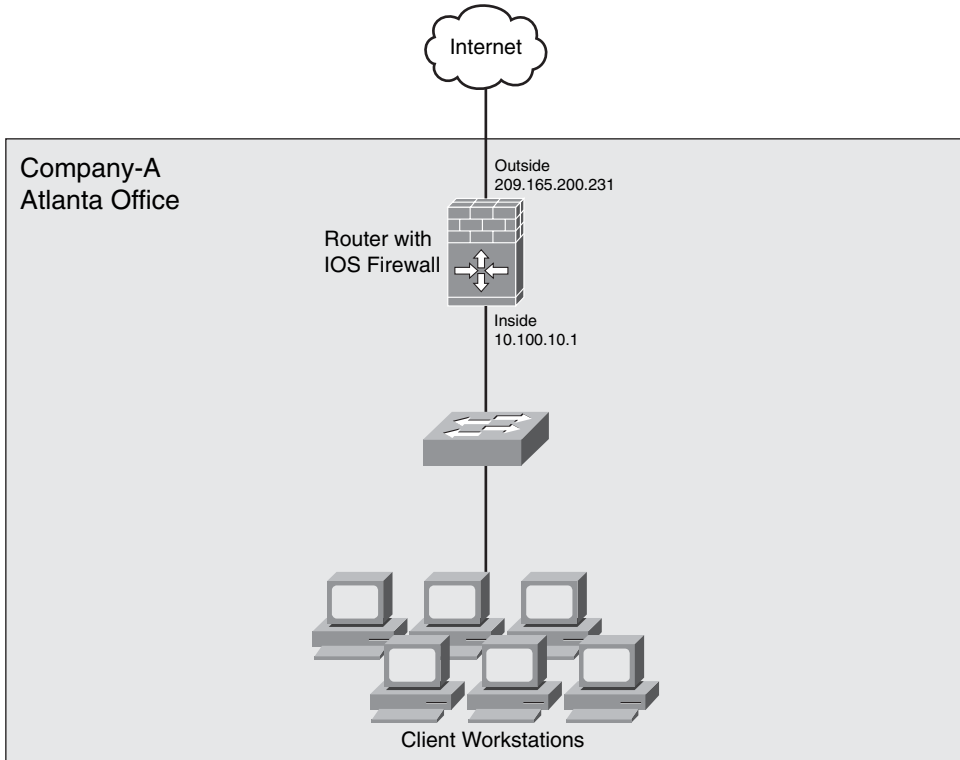 Internet
Company-A
Atlanta Office
Outside
209.165.200.231
Router with
IOS Firewall
Inside
10.100.10.1
Client Workstations